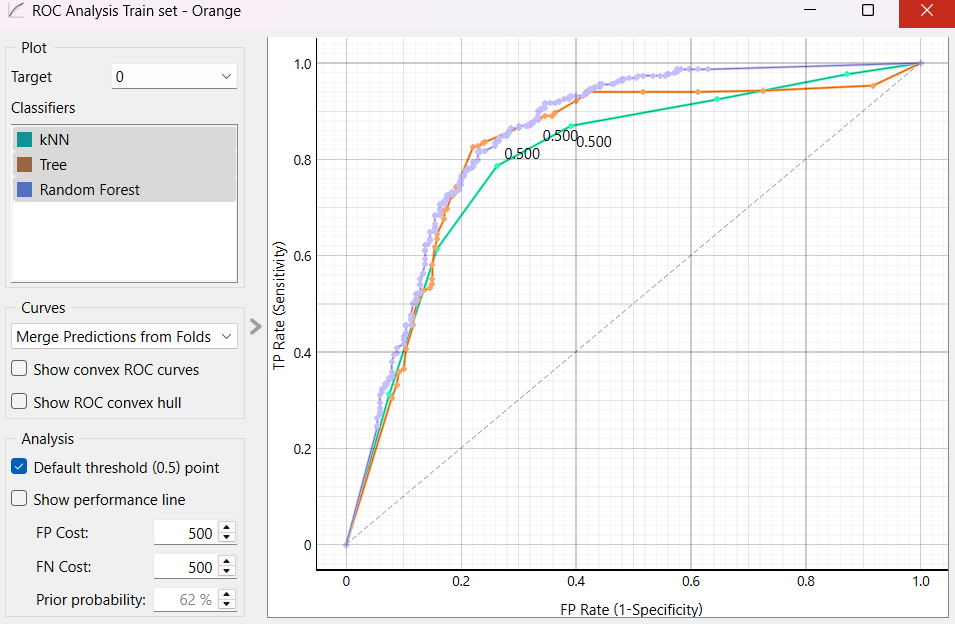 ROC Analysis Train set - Orange
Plot
Target 0
Classifiers
kNN
Tree
Random Forest
Curves
Merge Predictions from Folds
Show convex ROC curves
Show ROC convex hull
Analysis
Default threshold (0.5) point
Show performance line
FP Cost: 500
FN Cost: 500
Prior probability: 62 %
TP Rate (Sensitivity)
1.0
0.8
0.6
0.4
0.2
0
0.500
0.500
0.500
0 0.2 0.4 0.6 0.8 1.0
FP Rate (1-Specificity)